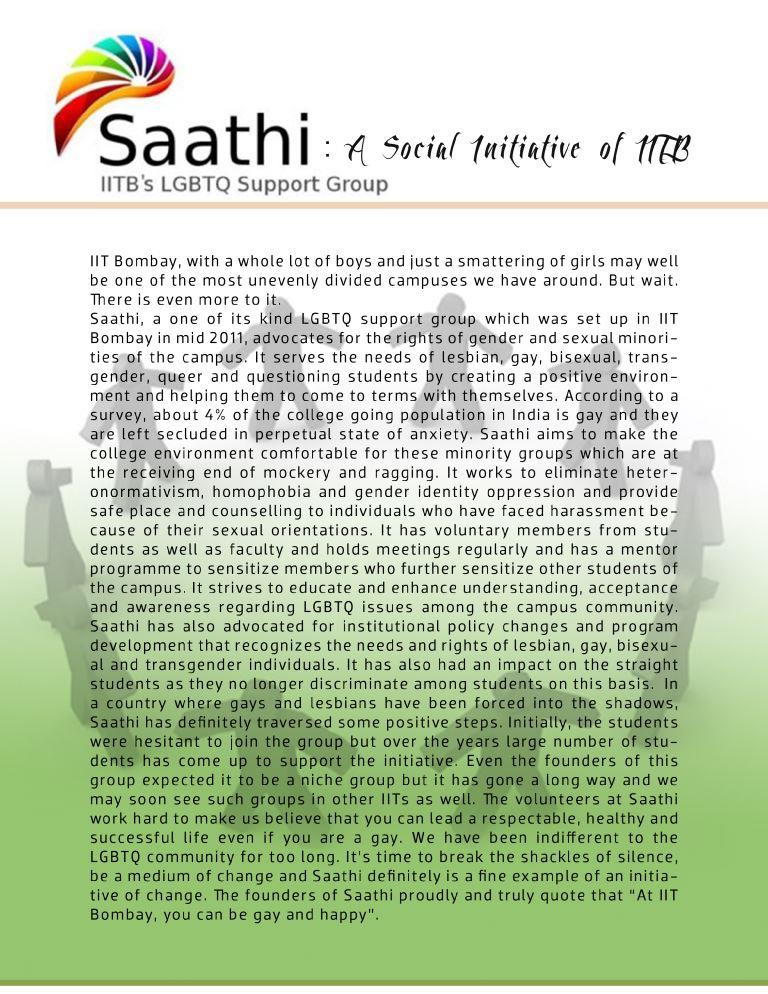 Saathi : A Social Initiative of IITB
IITB's LGBTQ Support Group
IIT Bombay, with a whole lot of boys and just a smattering of girls may well
be one of the most unevenly divided campuses we have around. But wait.
There is even more to it.
Saathi, a one of its kind LGBTQ support group which was set up in IIT
Bombay in mid 2011, advocates for the rights of gender and sexual minori-
ties of the campus. It serves the needs of lesbian, gay, bisexual, trans-
gender, queer and questioning students by creating a positive environ-
ment and helping them to come to terms with themselves. According to a
survey, about 4% of the college going population in India is gay and they
are left secluded in perpetual state of anxiety. Saathi aims to make the
college environment comfortable for these minority groups which are at
the receiving end of mockery and ragging. It works to eliminate heter-
onormativism, homophobia and gender identity oppression and provide
safe place and counselling to individuals who have faced harassment be-
cause of their sexual orientations. It has voluntary members from stu-
dents as well as faculty and holds meetings regularly and has a mentor
programme to sensitize members who further sensitize other students of
the campus. It strives to educate and enhance understanding, acceptance
and awareness regarding LGBTQ issues among the campus community.
Saathi has also advocated for institutional policy changes and program
development that recognizes the needs and rights of lesbian, gay, bisexu-
al and transgender individuals. It has also had an impact on the straight
students as they no longer discriminate among students on this basis. In
a country where gays and lesbians have been forced into the shadows,
Saathi has definitely traversed some positive steps. Initially, the students
were hesitant to join the group but over the years large number of stu-
dents has come up to support the initiative. Even the founders of this
group expected it to be a niche group but it has gone a long way and we
may soon see such groups in other IITs as well. The volunteers at Saathi
work hard to make us believe that you can lead a respectable, healthy and
successful life even if you are a gay. We have been indifferent to the
LGBTQ community for too long. It's time to break the shackles of silence,
be a medium of change and Saathi definitely is a fine example of an initia-
tive of change. The founders of Saathi proudly and truly quote that "At IIT
Bombay, you can be gay and happy".